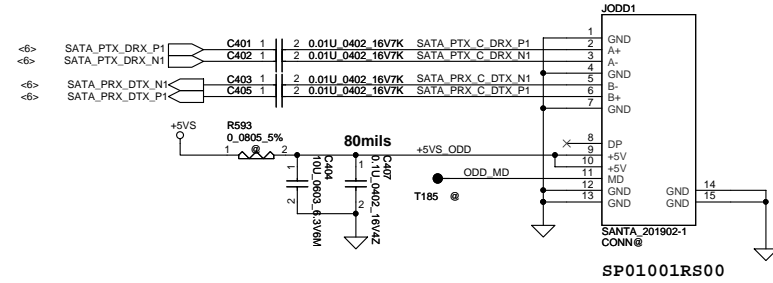 JODD1
<6> SATA_PTX_DRX_P1 C401 1 2 0.01U_0402_16V7K SATA_PTX_C_DRX_P1
<6> SATA_PTX_DRX_N1 C402 1 2 0.01U_0402_16V7K SATA_PTX_C_DRX_N1
<6> SATA_PRX_DTX_N1 C403 1 2 0.01U_0402_16V7K SATA_PRX_C_DTX_N1
<6> SATA_PRX_DTX_P1 C405 1 2 0.01U_0402_16V7K SATA_PRX_C_DTX_P1
1 GND
2 A+
3 A-
4 GND
5 B-
6 B+
7 GND
8 DP
9 +5V
10 +5V
11 MD
12 GND
13 GND
GND 14
GND 15
+5VS
R593
0_0805_5%
1 2
@
80mils
+5VS_ODD
ODD_MD
T185 @
1 2
C404
10U_0603_6.3V6M
1 2
C407
0.1U_0402_16V4Z
SANTA_201902-1
CONN@
SP01001RS00